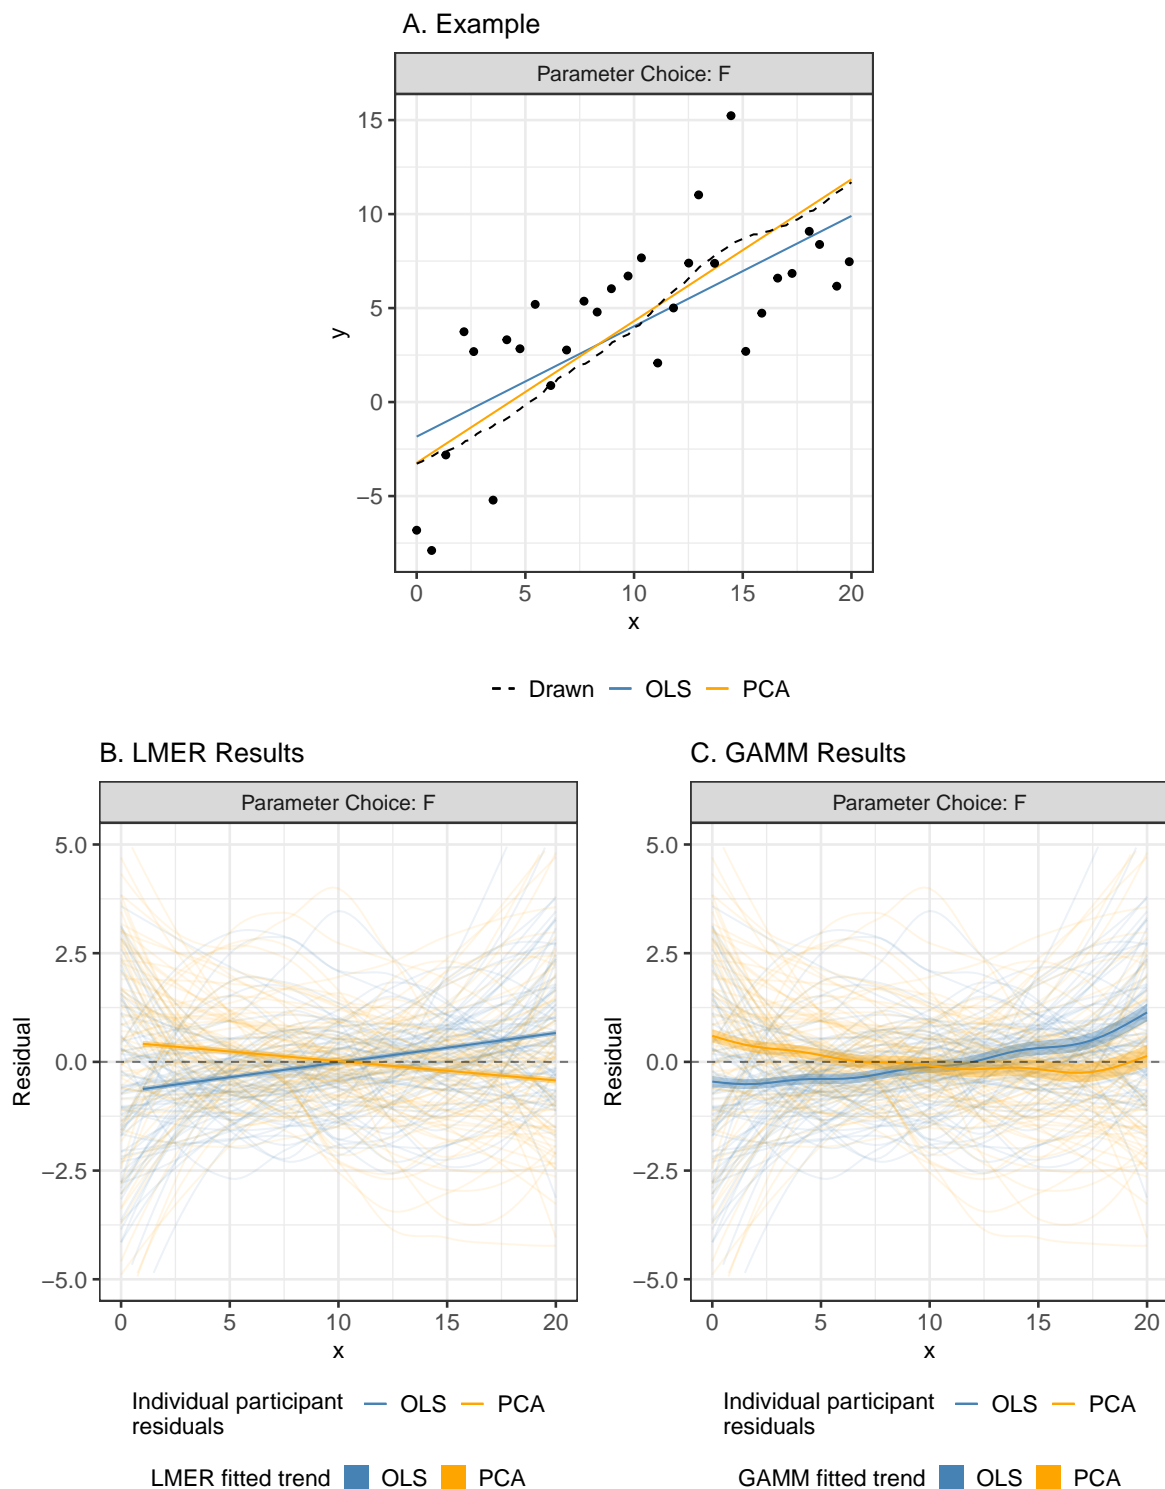 A. Example
Parameter Choice: F
15
10
5
0
−5
y
0 5 10 15 20
x
Drawn OLS PCA
B. LMER Results
Parameter Choice: F
5.0
2.5
0.0
−2.5
−5.0
Residual
0 5 10 15 20
x
Individual participant
residuals
OLS PCA
LMER fitted trend OLS PCA
C. GAMM Results
Parameter Choice: F
5.0
2.5
0.0
−2.5
−5.0
Residual
0 5 10 15 20
x
Individual participant
residuals
OLS PCA
GAMM fitted trend OLS PCA